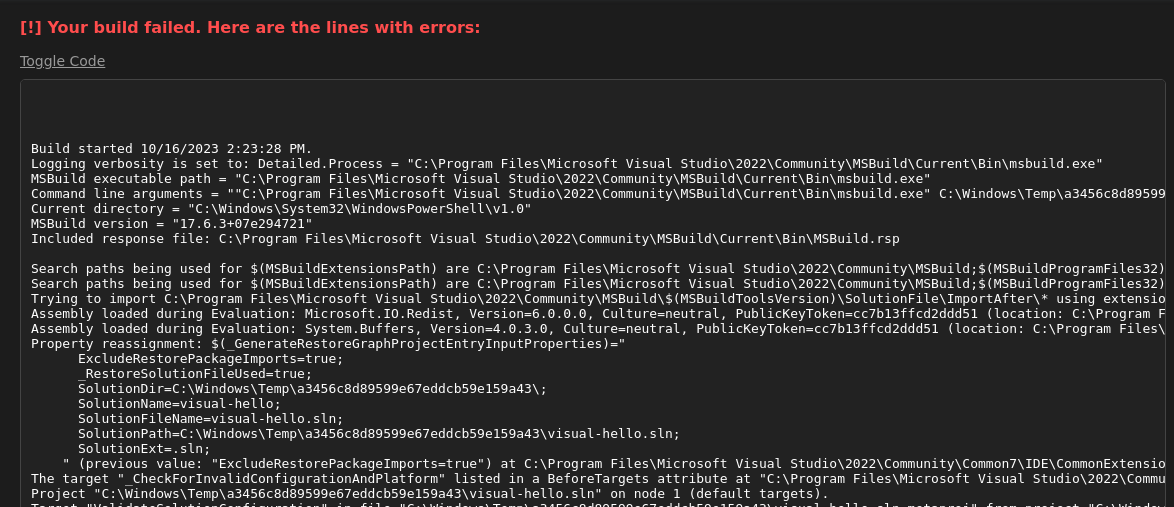 [!] Your build failed. Here are the lines with errors:
Toggle Code
Build started 10/16/2023 2:23:28 PM.
Logging verbosity is set to: Detailed.Process = "C:\Program Files\Microsoft Visual Studio\2022\Community\MSBuild\Current\Bin\msbuild.exe"
MSBuild executable path = "C:\Program Files\Microsoft Visual Studio\2022\Community\MSBuild\Current\Bin\msbuild.exe"
Command line arguments = ""C:\Program Files\Microsoft Visual Studio\2022\Community\MSBuild\Current\Bin\msbuild.exe" C:\Windows\Temp\a3456c8d89599
Current directory = "C:\Windows\System32\WindowsPowerShell\v1.0"
MSBuild version = "17.6.3+07e294721"
Included response file: C:\Program Files\Microsoft Visual Studio\2022\Community\MSBuild\Current\Bin\MSBuild.rsp
Search paths being used for $(MSBuildExtensionsPath) are C:\Program Files\Microsoft Visual Studio\2022\Community\MSBuild;$(MSBuildProgramFiles32)
Search paths being used for $(MSBuildExtensionsPath) are C:\Program Files\Microsoft Visual Studio\2022\Community\MSBuild;$(MSBuildProgramFiles32)
Trying to import C:\Program Files\Microsoft Visual Studio\2022\Community\MSBuild\$(MSBuildToolsVersion)\SolutionFile\ImportAfter\* using extensio
Assembly loaded during Evaluation: Microsoft.IO.Redist, Version=6.0.0.0, Culture=neutral, PublicKeyToken=cc7b13ffcd2ddd51 (location: C:\Program F
Assembly loaded during Evaluation: System.Buffers, Version=4.0.3.0, Culture=neutral, PublicKeyToken=cc7b13ffcd2ddd51 (location: C:\Program Files\
Property reassignment: $(_GenerateRestoreGraphProjectEntryInputProperties)="
ExcludeRestorePackageImports=true;
_RestoreSolutionFileUsed=true;
SolutionDir=C:\Windows\Temp\a3456c8d89599e67eddcb59e159a43\;
SolutionName=visual-hello;
SolutionFileName=visual-hello.sln;
SolutionPath=C:\Windows\Temp\a3456c8d89599e67eddcb59e159a43\visual-hello.sln;
SolutionExt=.sln;
" (previous value: "ExcludeRestorePackageImports=true") at C:\Program Files\Microsoft Visual Studio\2022\Community\Common7\IDE\CommonExtensio
The target "_CheckForInvalidConfigurationAndPlatform" listed in a BeforeTargets attribute at "C:\Program Files\Microsoft Visual Studio\2022\Commu
Project "C:\Windows\Temp\a3456c8d89599e67eddcb59e159a43\visual-hello.sln" on node 1 (default targets).